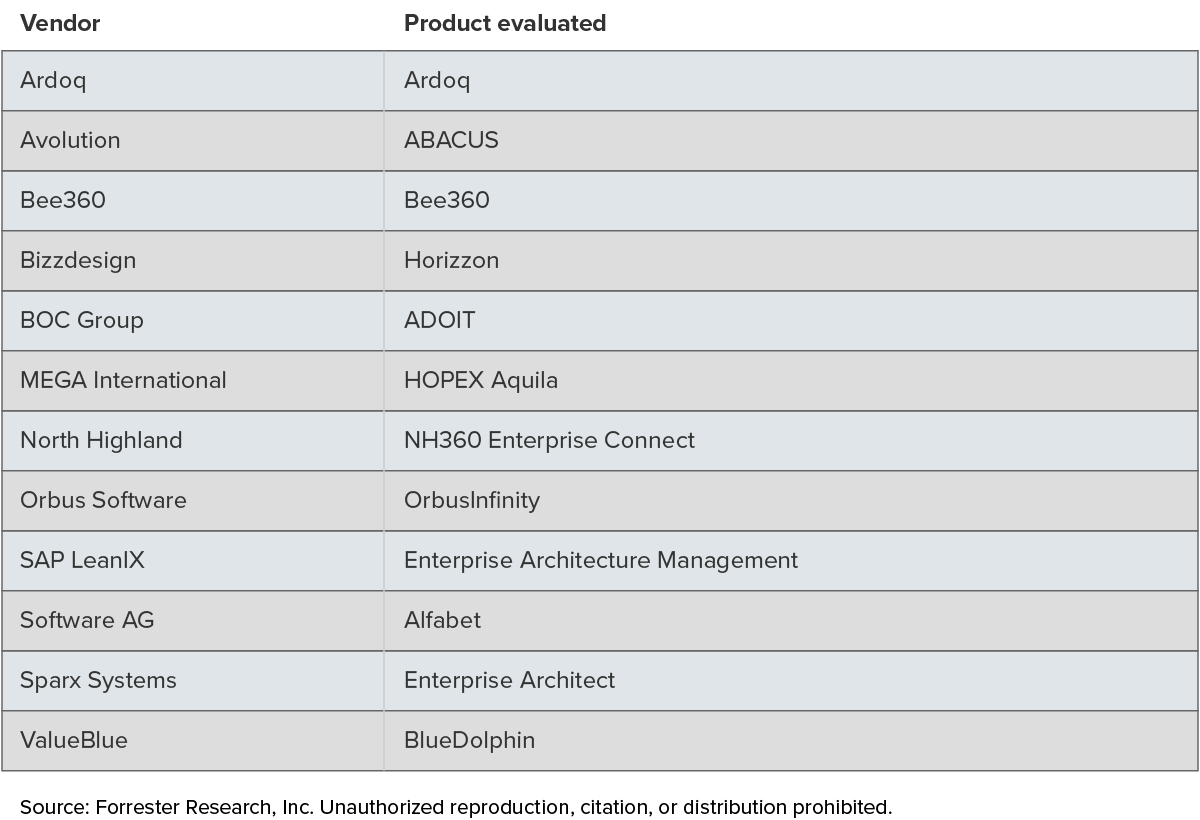 Vendor Product evaluated
Ardoq Ardoq
Avolution ABACUS
Bee360 Bee360
Bizzdesign Horizzon
BOC Group ADOIT
MEGA International HOPEX Aquila
North Highland NH360 Enterprise Connect
Orbus Software OrbusInfinity
SAP LeanIX Enterprise Architecture Management
Software AG Alfabet
Sparx Systems Enterprise Architect
ValueBlue BlueDolphin
Source: Forrester Research, Inc. Unauthorized reproduction, citation, or distribution prohibited.